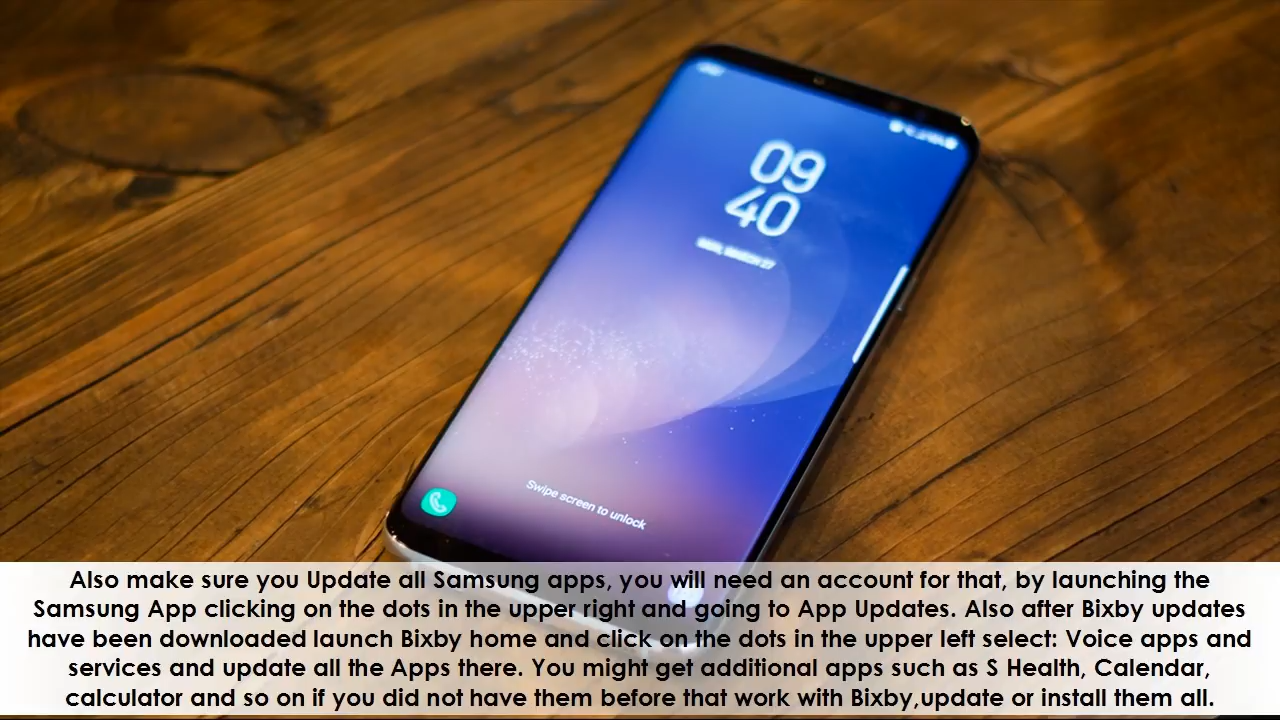 09
40
MON, MARCH 27
Swipe screen to unlock
Also make sure you Update all Samsung apps, you will need an account for that, by launching the
Samsung App clicking on the dots in the upper right and going to App Updates. Also after Bixby updates
have been downloaded launch Bixby home and click on the dots in the upper left select: Voice apps and
services and update all the Apps there. You might get additional apps such as S Health, Calendar,
calculator and so on if you did not have them before that work with Bixby,update or install them all.